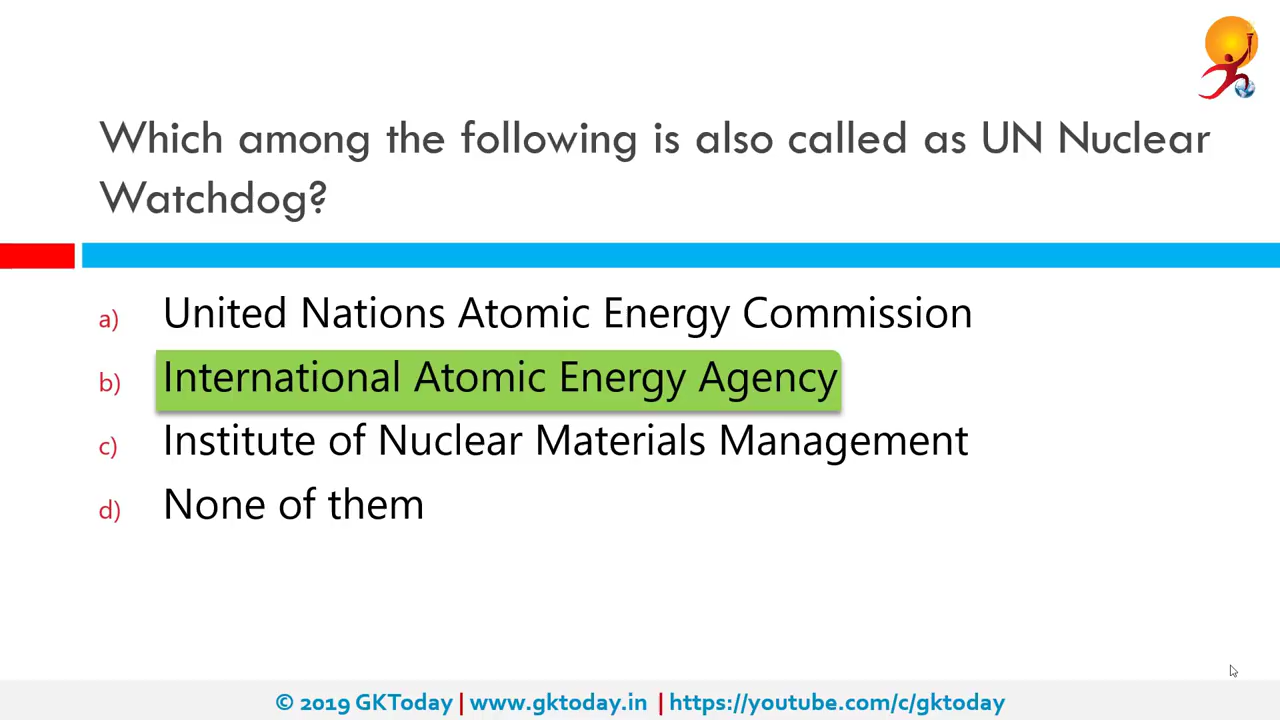 Which among the following is also called as UN Nuclear
Watchdog?
a) United Nations Atomic Energy Commission
b) International Atomic Energy Agency
c) Institute of Nuclear Materials Management
d) None of them
© 2019 GKToday | www.gktoday.in | https://youtube.com/c/gktoday